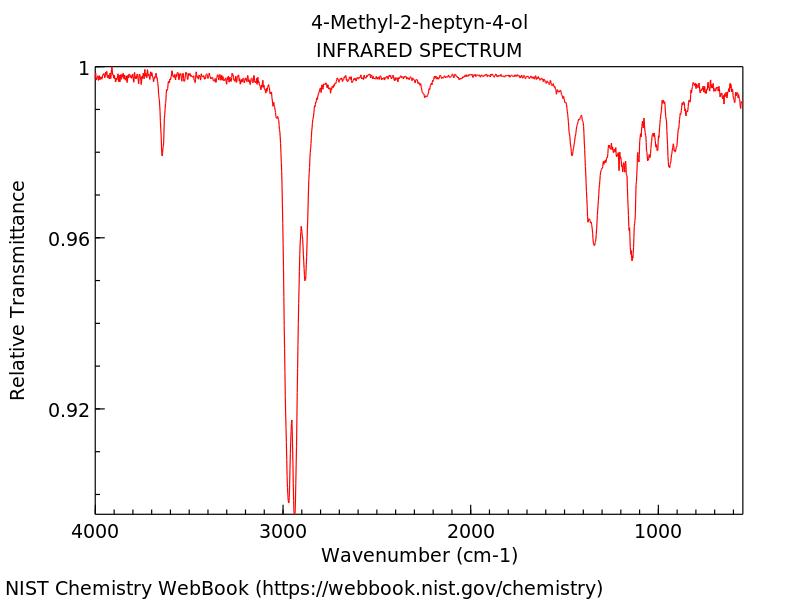 4-Methyl-2-heptyn-4-ol
INFRARED SPECTRUM
1
0.96
0.92
Relative Transmittance
4000
3000
2000
1000
Wavenumber (cm-1)
NIST Chemistry WebBook (https://webbook.nist.gov/chemistry)